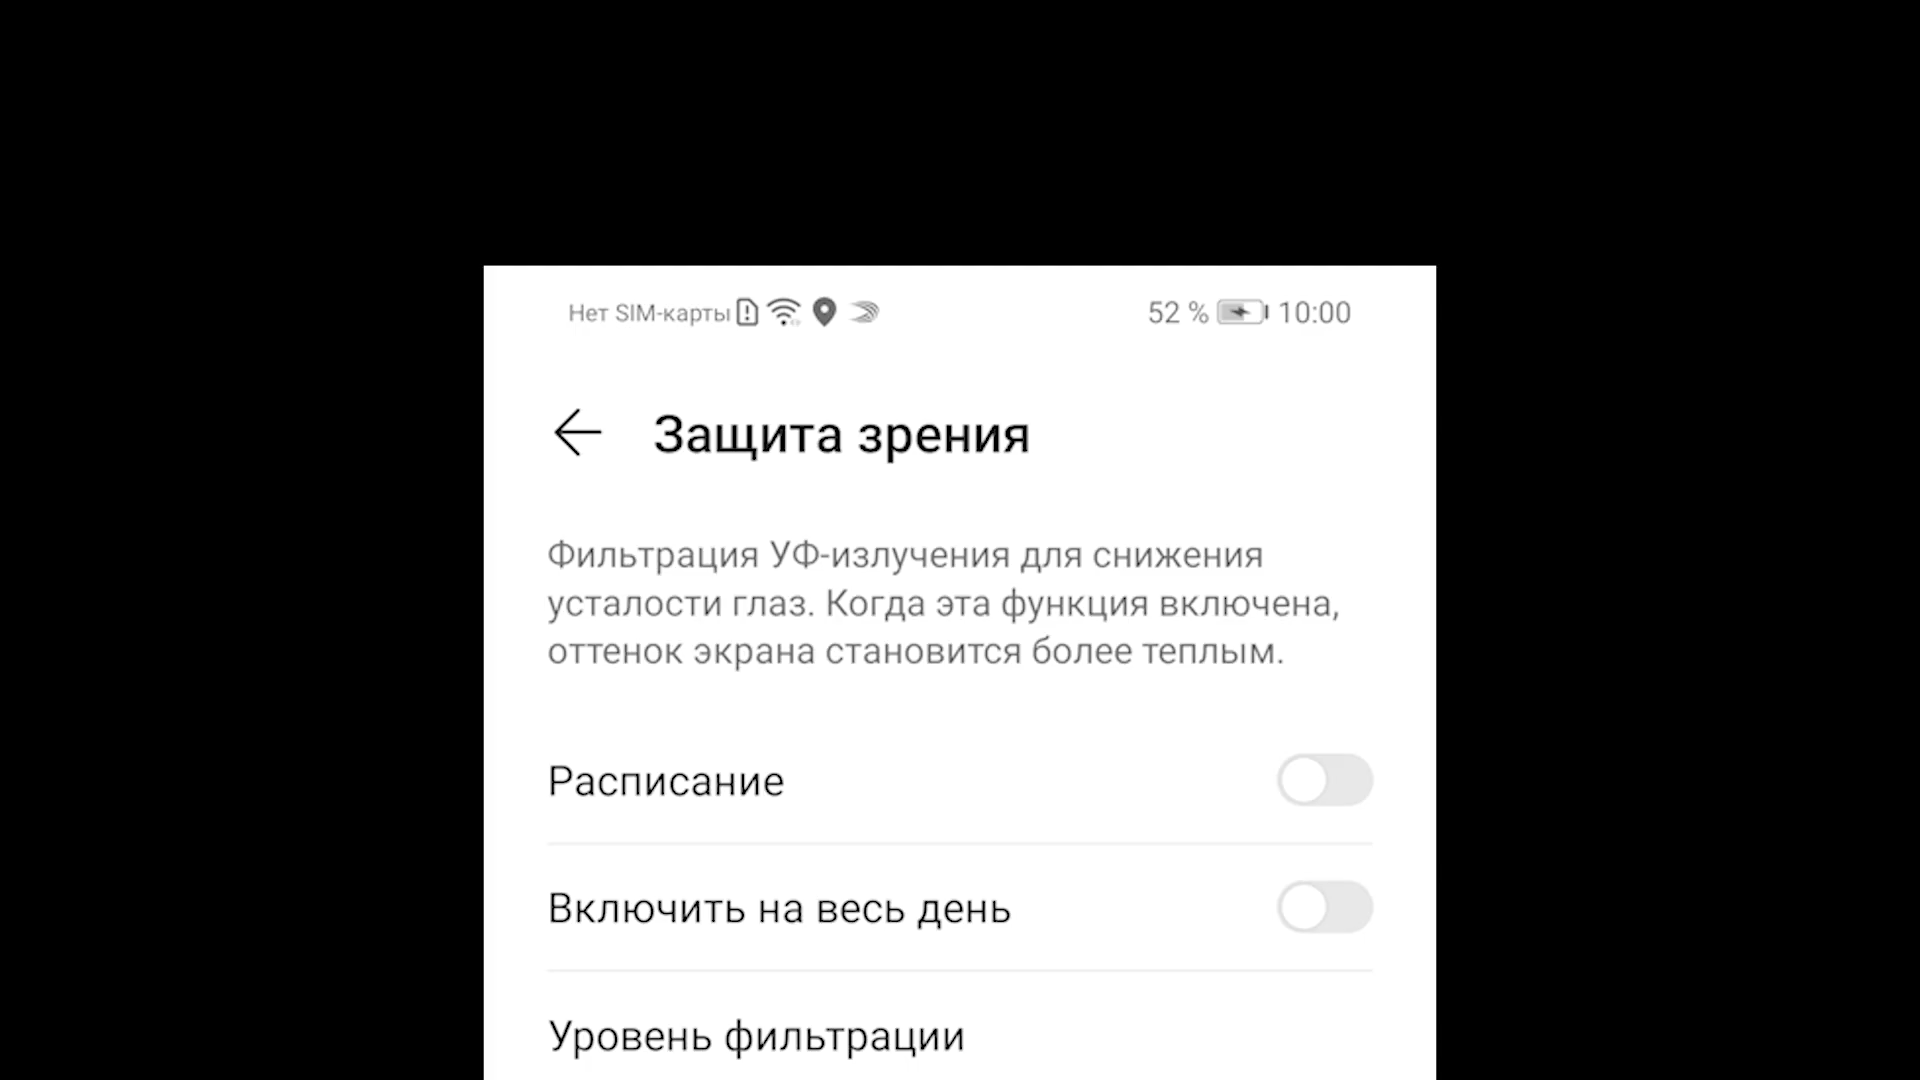 Нет SIM-карты 52 % 10:00
Защита зрения
Фильтрация УФ-излучения для снижения
усталости глаз. Когда эта функция включена,
оттенок экрана становится более теплым.
Расписание
Включить на весь день
Уровень фильтрации